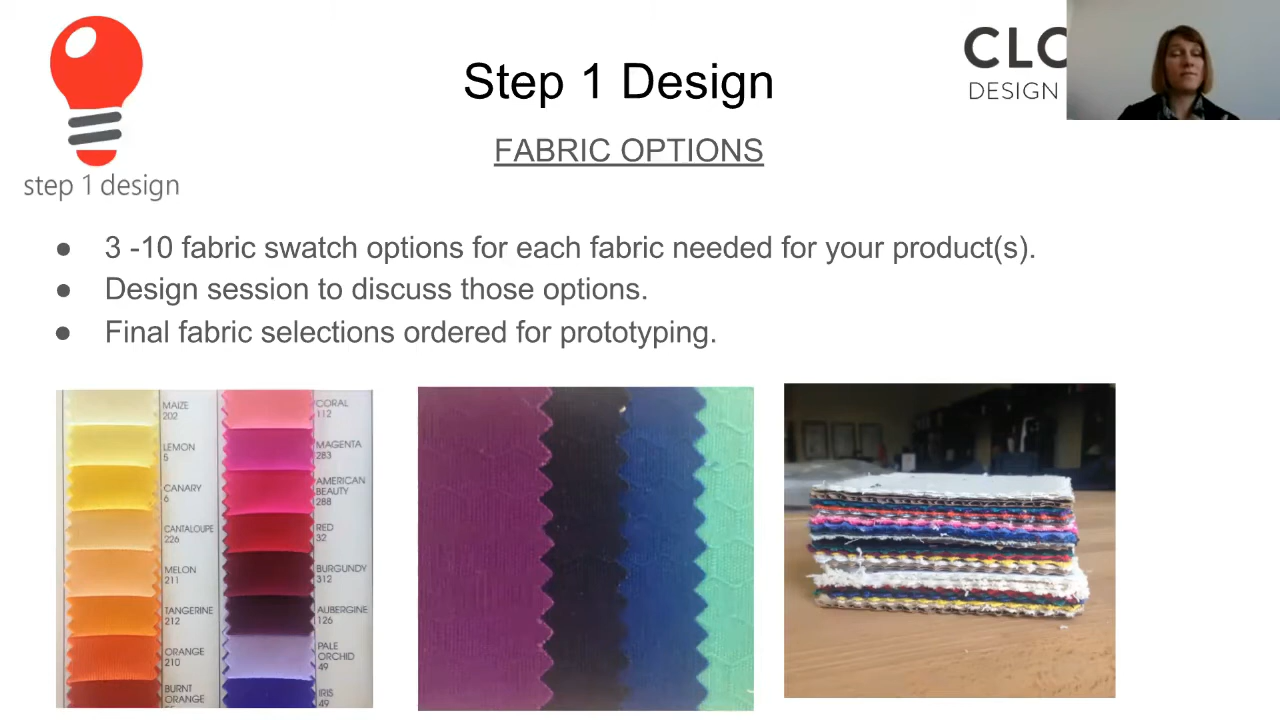 Step 1 Design
CLO
DESIGN
FABRIC OPTIONS
step 1 design
● 3 -10 fabric swatch options for each fabric needed for your product(s).
● Design session to discuss those options.
● Final fabric selections ordered for prototyping.
MAIZE
202
LEMON
5
CANARY
6
CANTALOUPE
226
MELON
211
TANGERINE
212
ORANGE
210
BURNT
ORANGE
CORAL
112
MAGENTA
283
AMERICAN
BEAUTY
288
RED
32
BURGUNDY
312
AUBERGINE
126
PALE
ORCHID
49
IRIS
49